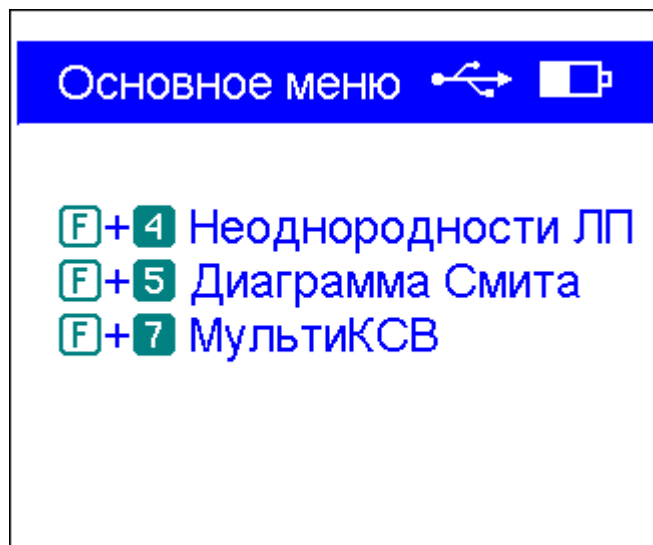 Основное меню
F+4 Неоднородности ЛП
F+5 Диаграмма Смита
F+7 МультиКСВ